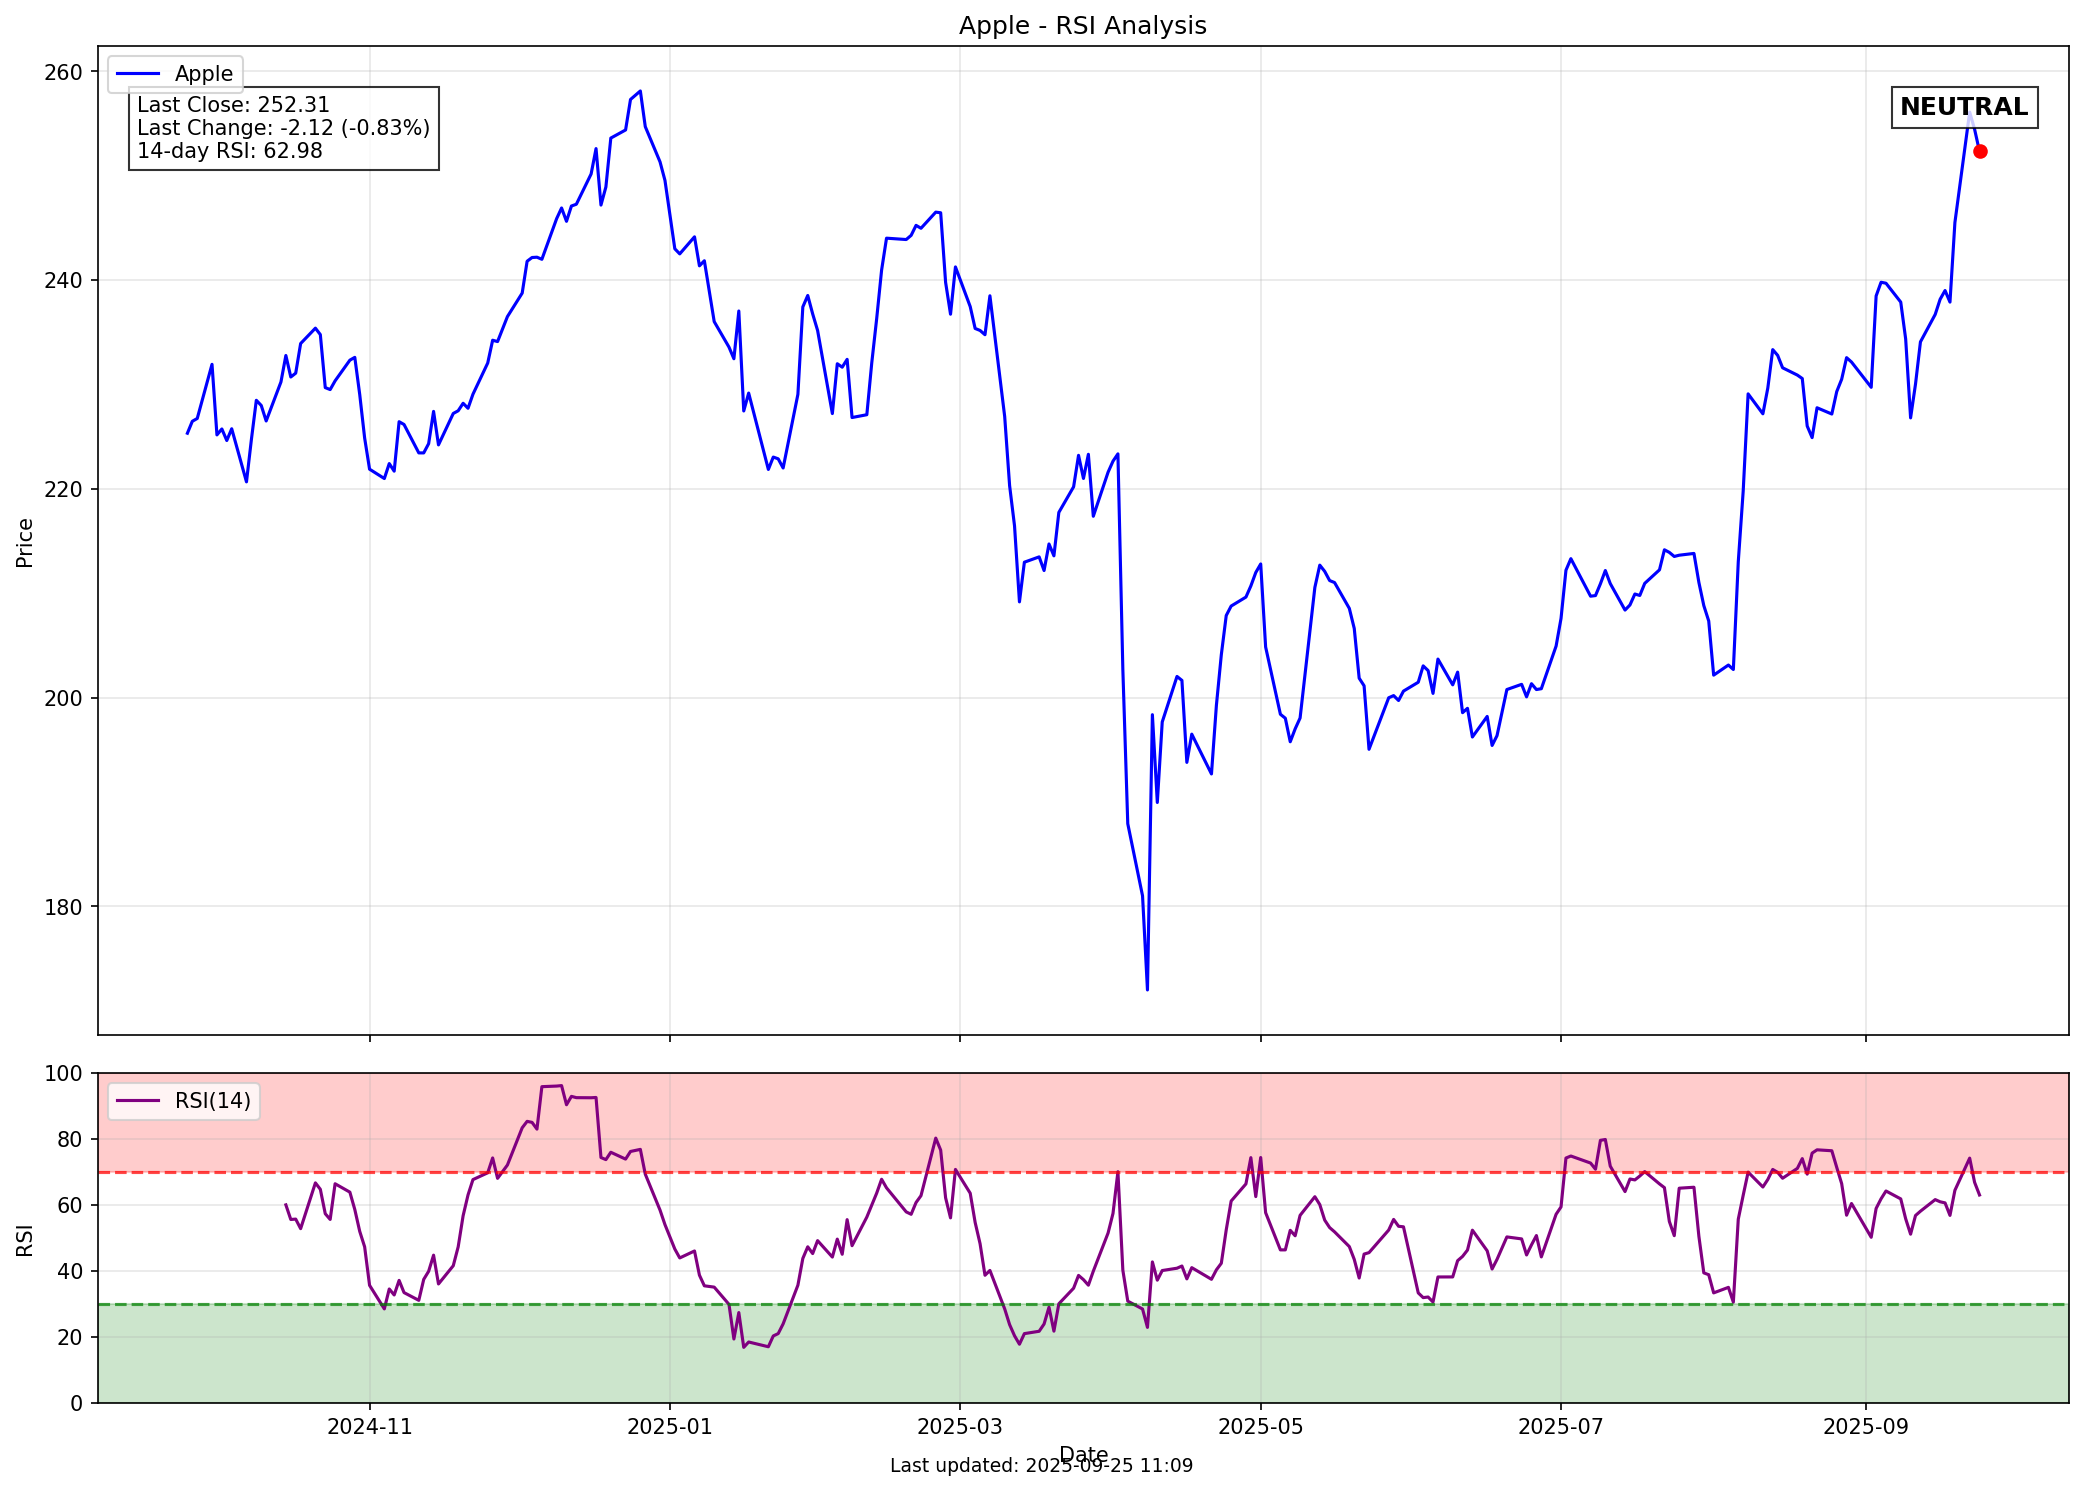 Apple - RSI Analysis
Apple
Last Close: 252.31
Last Change: -2.12 (-0.83%)
14-day RSI: 62.98
NEUTRAL
260
240
220
200
180
Price
RSI(14)
100
80
60
40
20
0
RSI
2024-11
2025-01
2025-03
2025-05
2025-07
2025-09
Date
Last updated: 2025-09-25 11:09